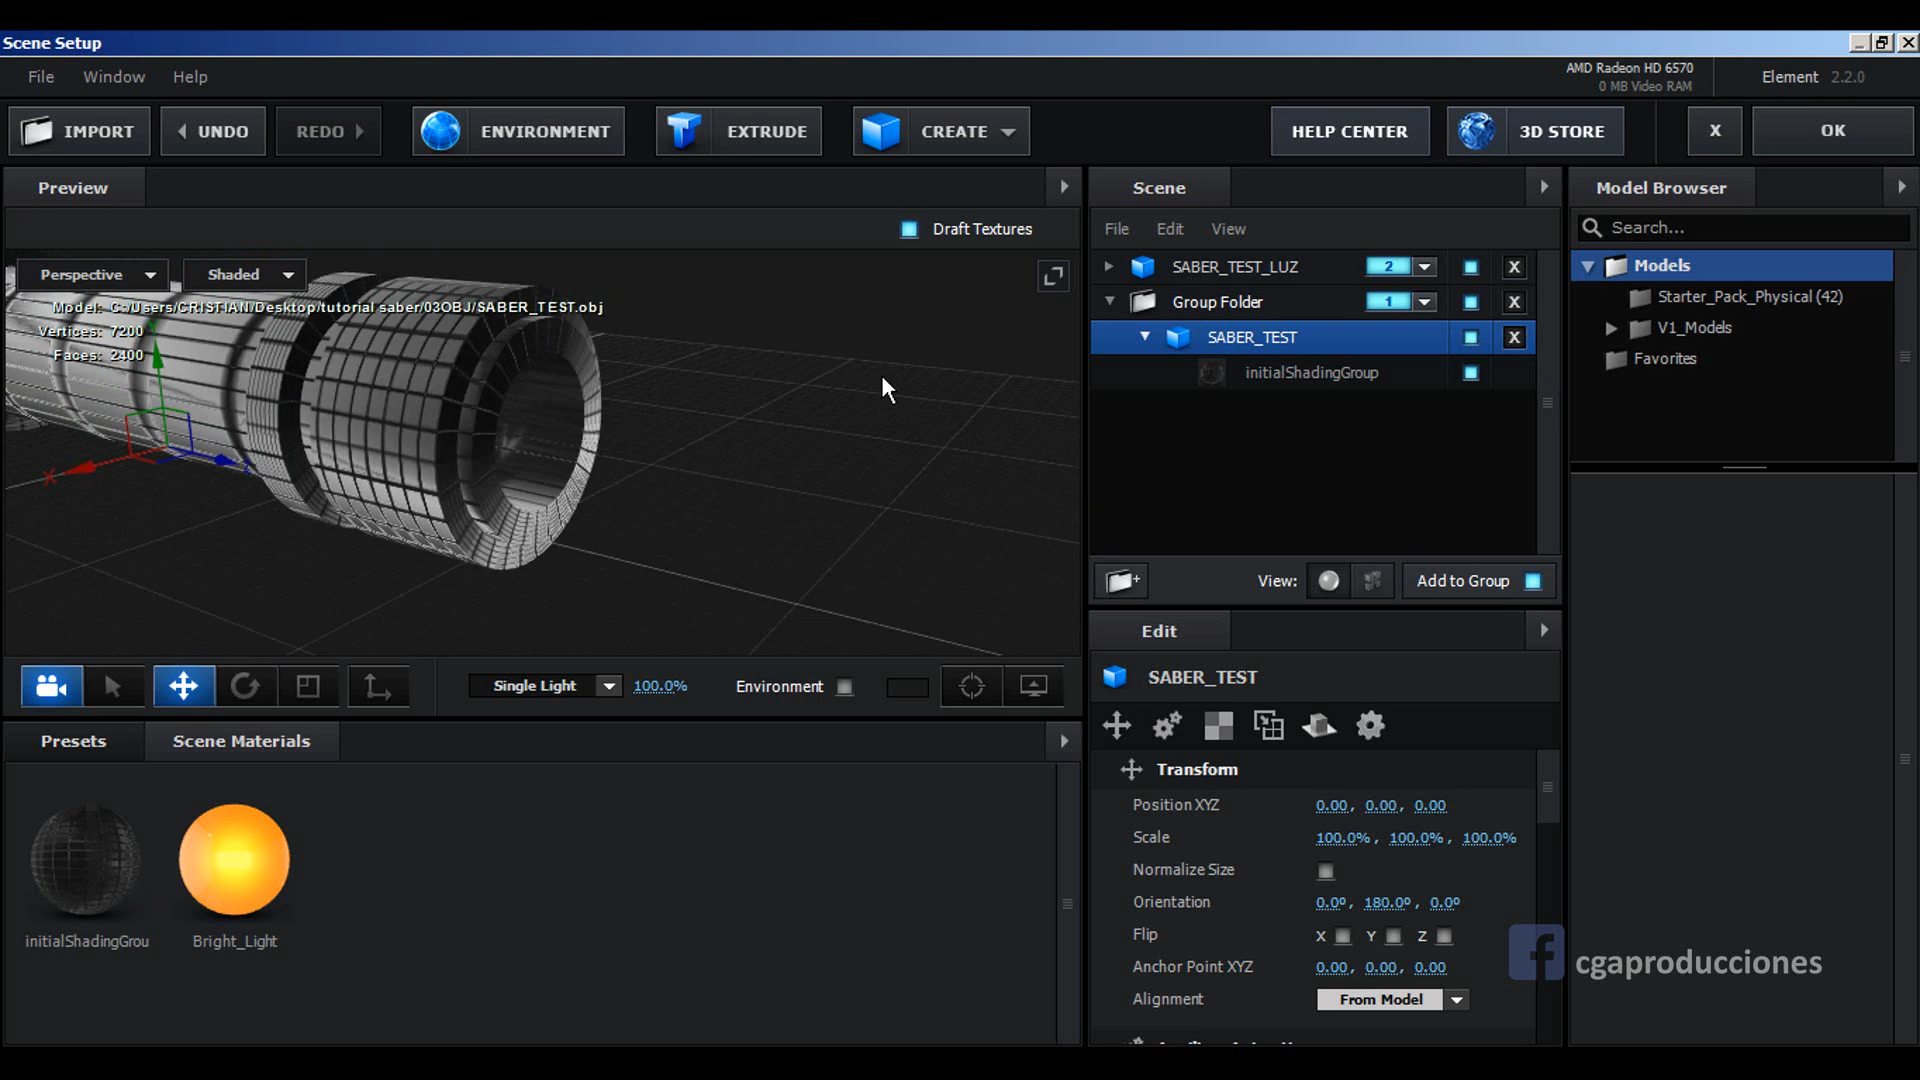 Scene Setup
File Window Help
AMD Radeon HD 6570
0 MB Video RAM
Element 2.2.0
IMPORT UNDO REDO ENVIRONMENT EXTRUDE CREATE HELP CENTER 3D STORE X OK
Preview
Draft Textures
Perspective Shaded
Model: C:/Users/CRISTIAN/Desktop/tutorial saber/03OBJ/SABER_TEST.obj
Vertices: 7200
Faces: 2400
X
Single Light 100.0% Environment
Presets Scene Materials
initialShadingGrou Bright_Light
Scene
File Edit View
SABER_TEST_LUZ 2 X
Group Folder 1 X
SABER_TEST X
initialShadingGroup
View: Add to Group
Edit
SABER_TEST
Transform
Position XYZ 0.00, 0.00, 0.00
Scale 100.0%, 100.0%, 100.0%
Normalize Size
Orientation 0.0º, 180.0º, 0.0º
Flip X Y Z
Anchor Point XYZ 0.00, 0.00, 0.00
Alignment From Model
Model Browser
Search...
Models
Starter_Pack_Physical (42)
V1_Models
Favorites
f cgaproducciones